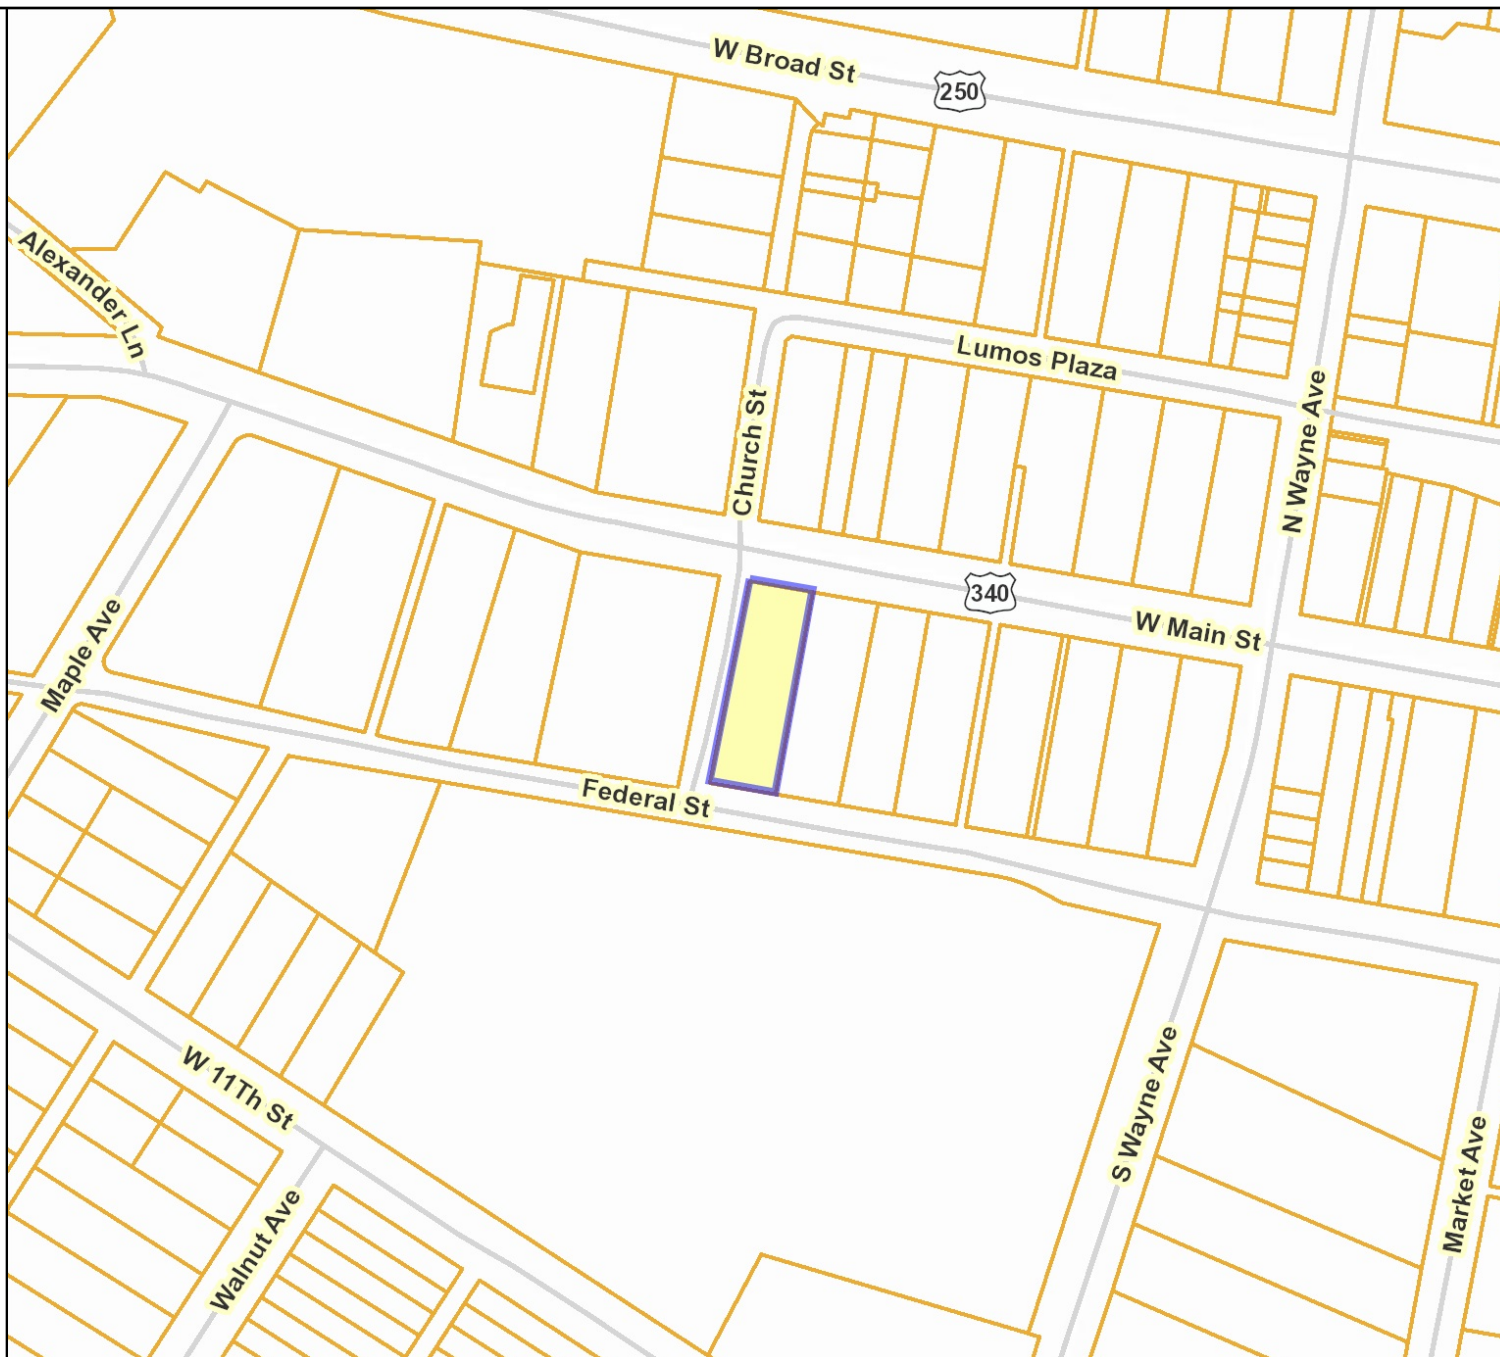 W Broad St
250
Alexander Ln
Lumos Plaza
Church St
N Wayne Ave
340
W Main St
Maple Ave
Federal St
W 11Th St
S Wayne Ave
Market Ave
Walnut Ave